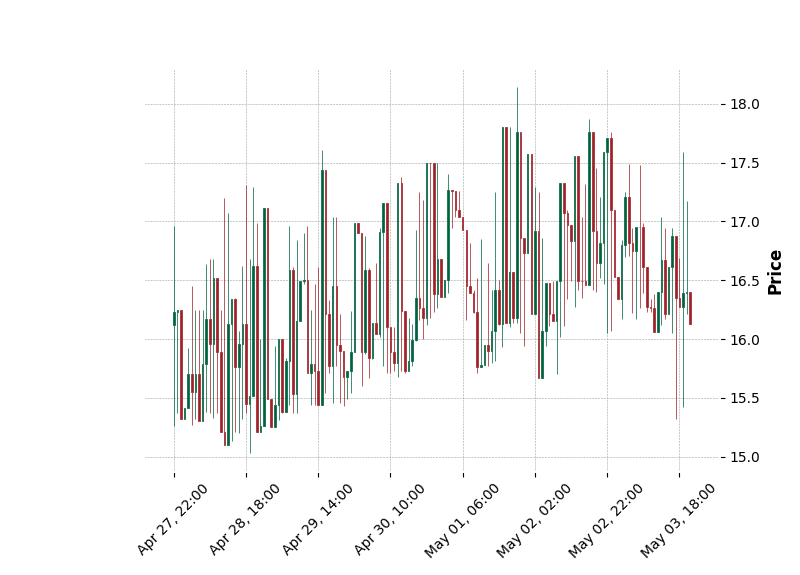 18.0
17.5
17.0
16.5
16.0
15.5
15.0
Price
Apr 27, 22:00
Apr 28, 18:00
Apr 29, 14:00
Apr 30, 10:00
May 01, 06:00
May 02, 02:00
May 02, 22:00
May 03, 18:00